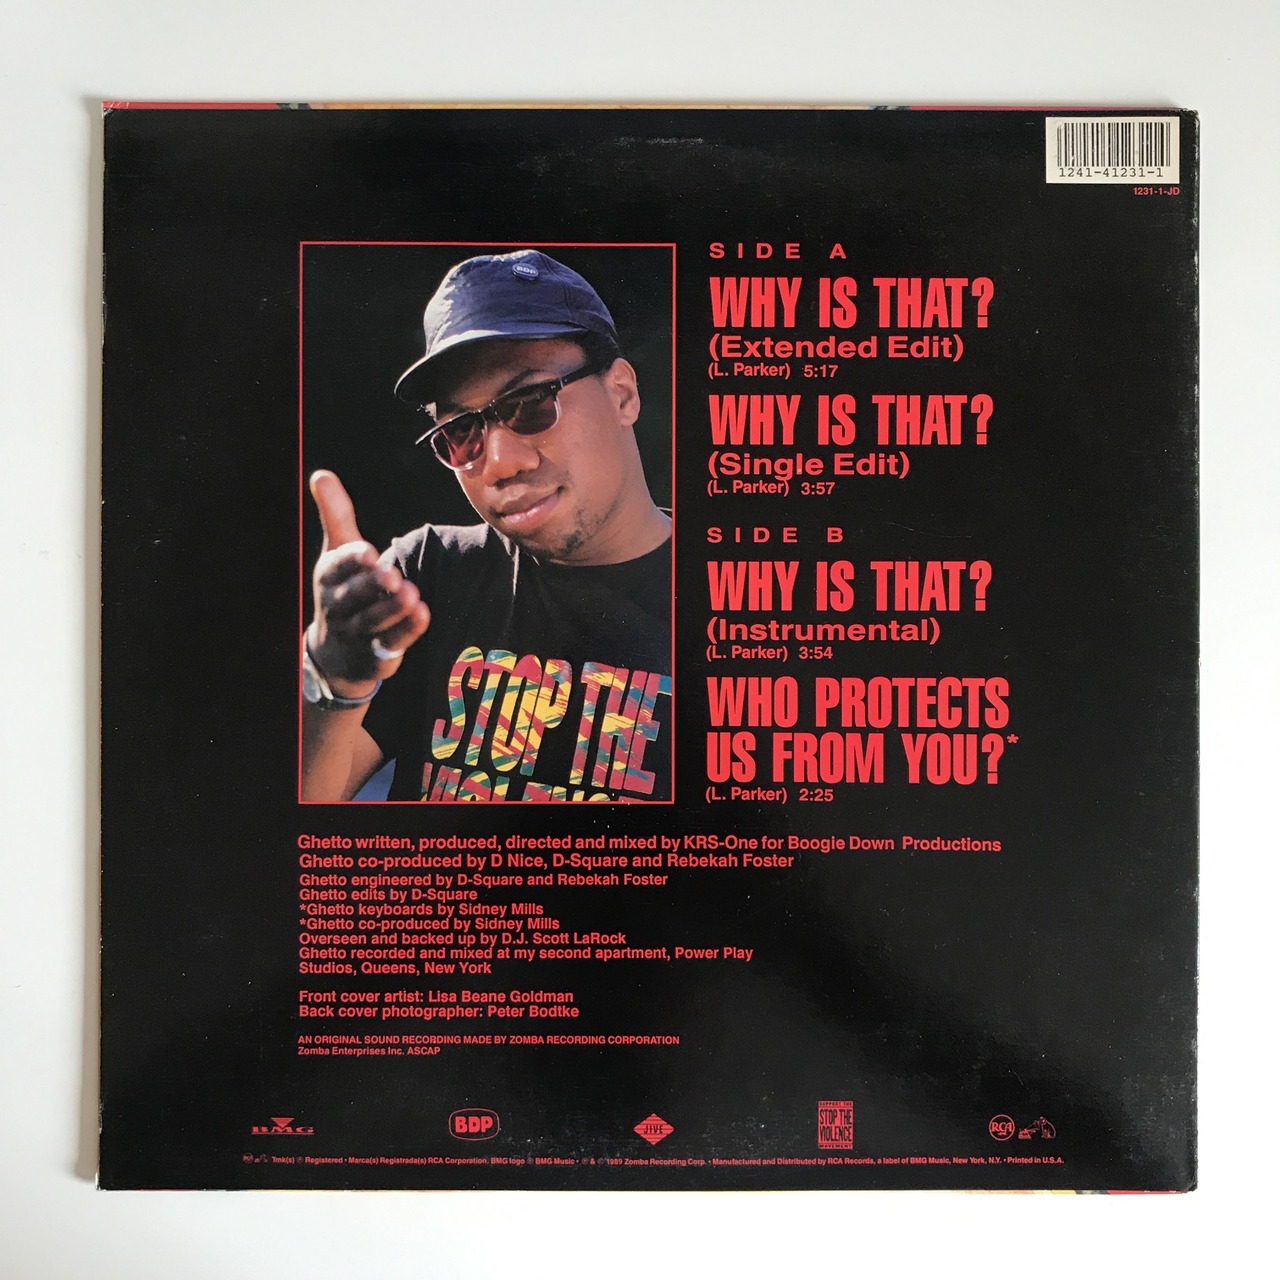 1241-41231-1
1231-1-JD
BDP
SIDE A
WHY IS THAT?
(Extended Edit)
(L. Parker) 5:17
WHY IS THAT?
(Single Edit)
(L. Parker) 3:57
SIDE B
WHY IS THAT?
(Instrumental)
(L. Parker) 3:54
WHO PROTECTS
US FROM YOU?*
(L. Parker) 2:25
STOP THE
VIOLENCE
Ghetto written, produced, directed and mixed by KRS-One for Boogie Down Productions
Ghetto co-produced by D Nice, D-Square and Rebekah Foster
Ghetto engineered by D-Square and Rebekah Foster
Ghetto edits by D-Square
*Ghetto keyboards by Sidney Mills
*Ghetto co-produced by Sidney Mills
Overseen and backed up by D.J. Scott LaRock
Ghetto recorded and mixed at my second apartment, Power Play
Studios, Queens, New York
Front cover artist: Lisa Beane Goldman
Back cover photographer: Peter Bodtke
AN ORIGINAL SOUND RECORDING MADE BY ZOMBA RECORDING CORPORATION
Zomba Enterprises Inc. ASCAP
BMG
BDP
JIVE
SUPPORT THE
STOP THE
VIOLENCE
MOVEMENT
RCA
Tmk(s) ® Registered • Marca(s) Registrada(s) RCA Corporation, BMG logo ® BMG Music • ℗ & © 1989 Zomba Recording Corp. • Manufactured and Distributed by RCA Records, a label of BMG Music, New York, N.Y. • Printed in U.S.A.